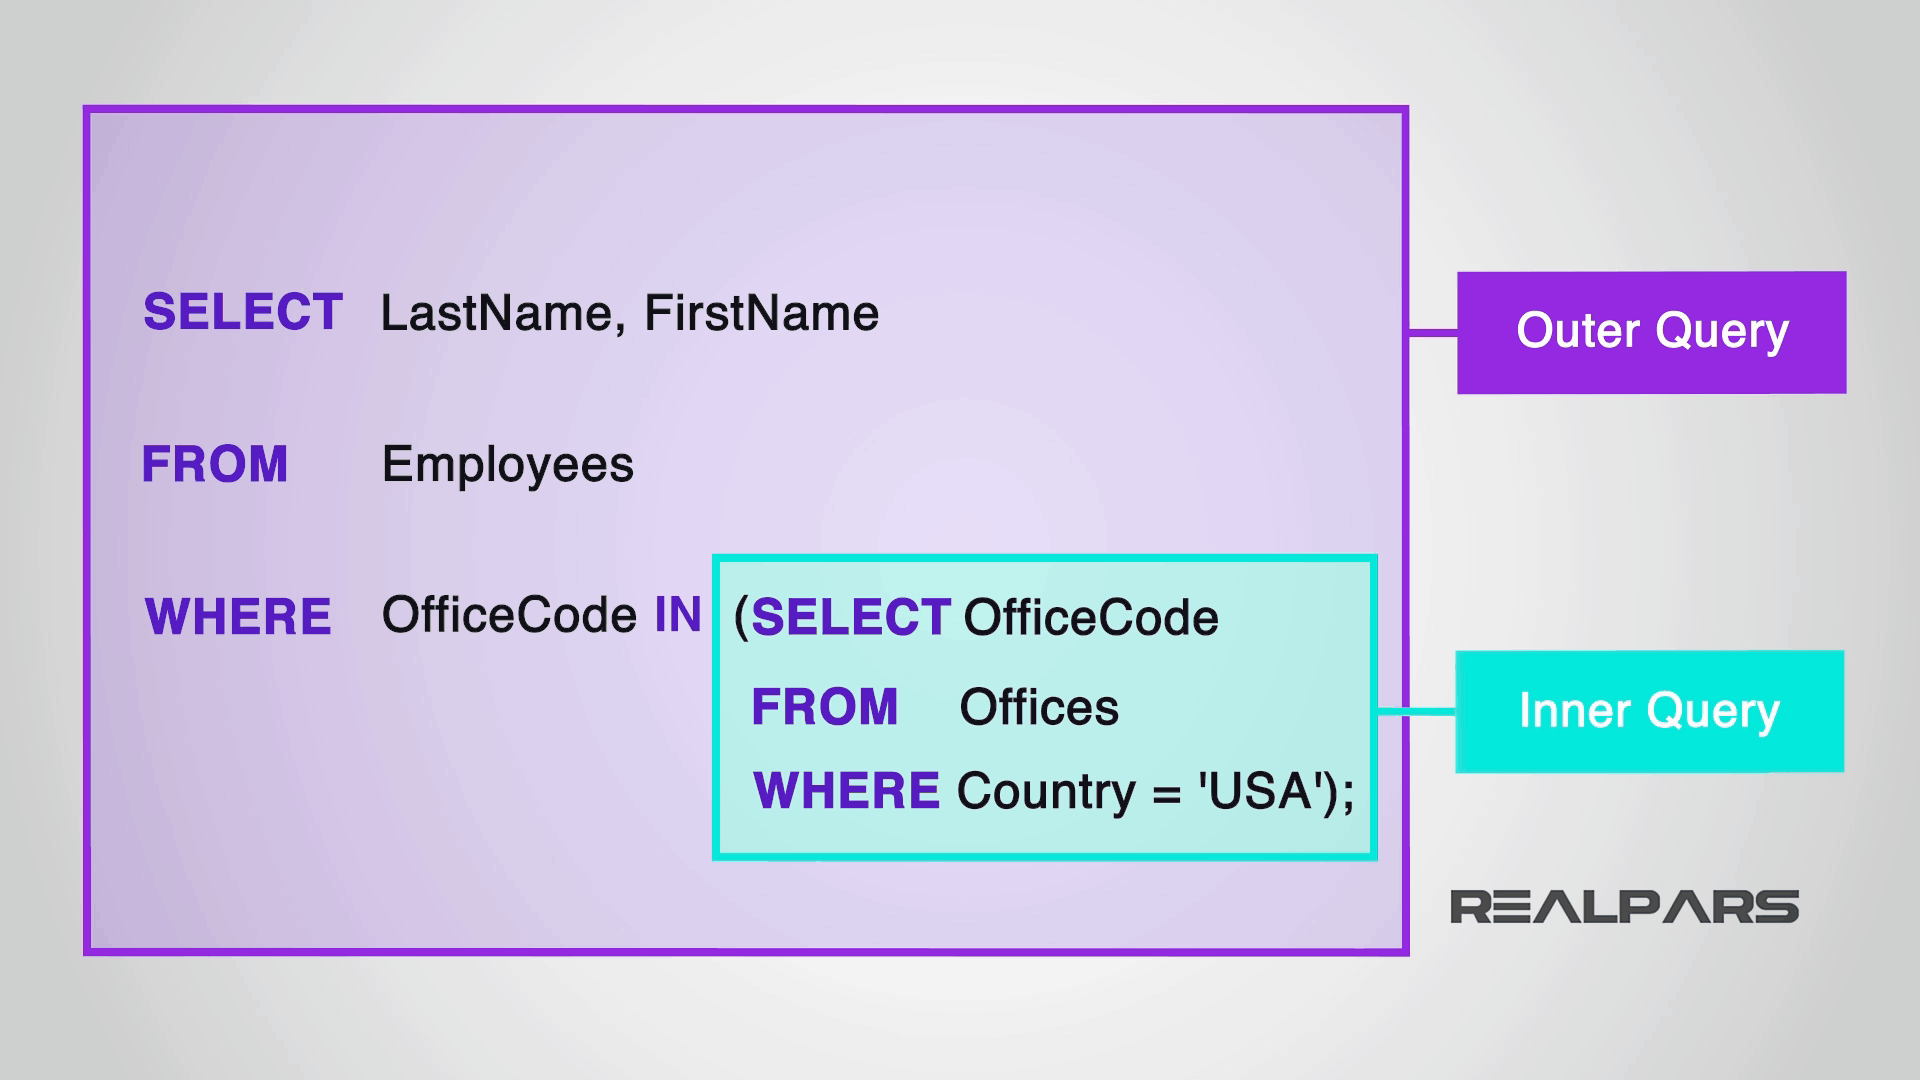 SELECT LastName, FirstName
Outer Query
FROM Employees
WHERE OfficeCode IN (SELECT OfficeCode
FROM Offices
WHERE Country = 'USA');
Inner Query
REALPARS